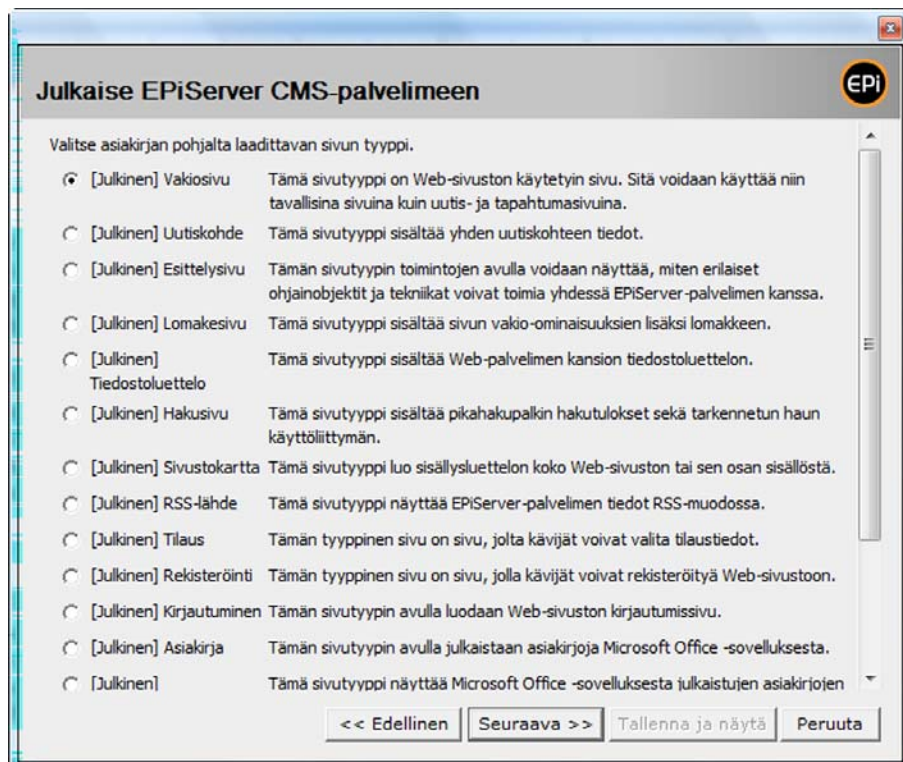 Julkaise EPiServer CMS-palvelimeen
EPi
Valitse asiakirjan pohjalta laadittavan sivun tyyppi.
[Julkinen] Vakiosivu Tämä sivutyyppi on Web-sivuston käytetyin sivu. Sitä voidaan käyttää niin
tavallisina sivuina kuin uutis- ja tapahtumasivuina.
[Julkinen] Uutiskohde Tämä sivutyyppi sisältää yhden uutiskohteen tiedot.
[Julkinen] Esittelysivu Tämän sivutyypin toimintojen avulla voidaan näyttää, miten erilaiset
ohjainobjektit ja tekniikat voivat toimia yhdessä EPiServer-palvelimen kanssa.
[Julkinen] Lomakesivu Tämä sivutyyppi sisältää sivun vakio-ominaisuuksien lisäksi lomakkeen.
[Julkinen] Tämä sivutyyppi sisältää Web-palvelimen kansion tiedostoluettelon.
Tiedostoluettelo
[Julkinen] Hakusivu Tämä sivutyyppi sisältää pikahakupalkin hakutulokset sekä tarkennetun haun
käyttöliittymän.
[Julkinen] Sivustokartta Tämä sivutyyppi luo sisällysluettelon koko Web-sivuston tai sen osan sisällöstä.
[Julkinen] RSS-lähde Tämä sivutyyppi näyttää EPiServer-palvelimen tiedot RSS-muodossa.
[Julkinen] Tilaus Tämän tyyppinen sivu on sivu, jolta kävijät voivat valita tilaustiedot.
[Julkinen] Rekisteröinti Tämän tyyppinen sivu on sivu, jolla kävijät voivat rekisteröityä Web-sivustoon.
[Julkinen] Kirjautuminen Tämän sivutyypin avulla luodaan Web-sivuston kirjautumissivu.
[Julkinen] Asiakirja Tämän sivutyypin avulla julkaistaan asiakirjoja Microsoft Office -sovelluksesta.
[Julkinen] Tämä sivutyyppi näyttää Microsoft Office -sovelluksesta julkaistujen asiakirjojen
<< Edellinen Seuraava >> Tallenna ja näytä Peruuta